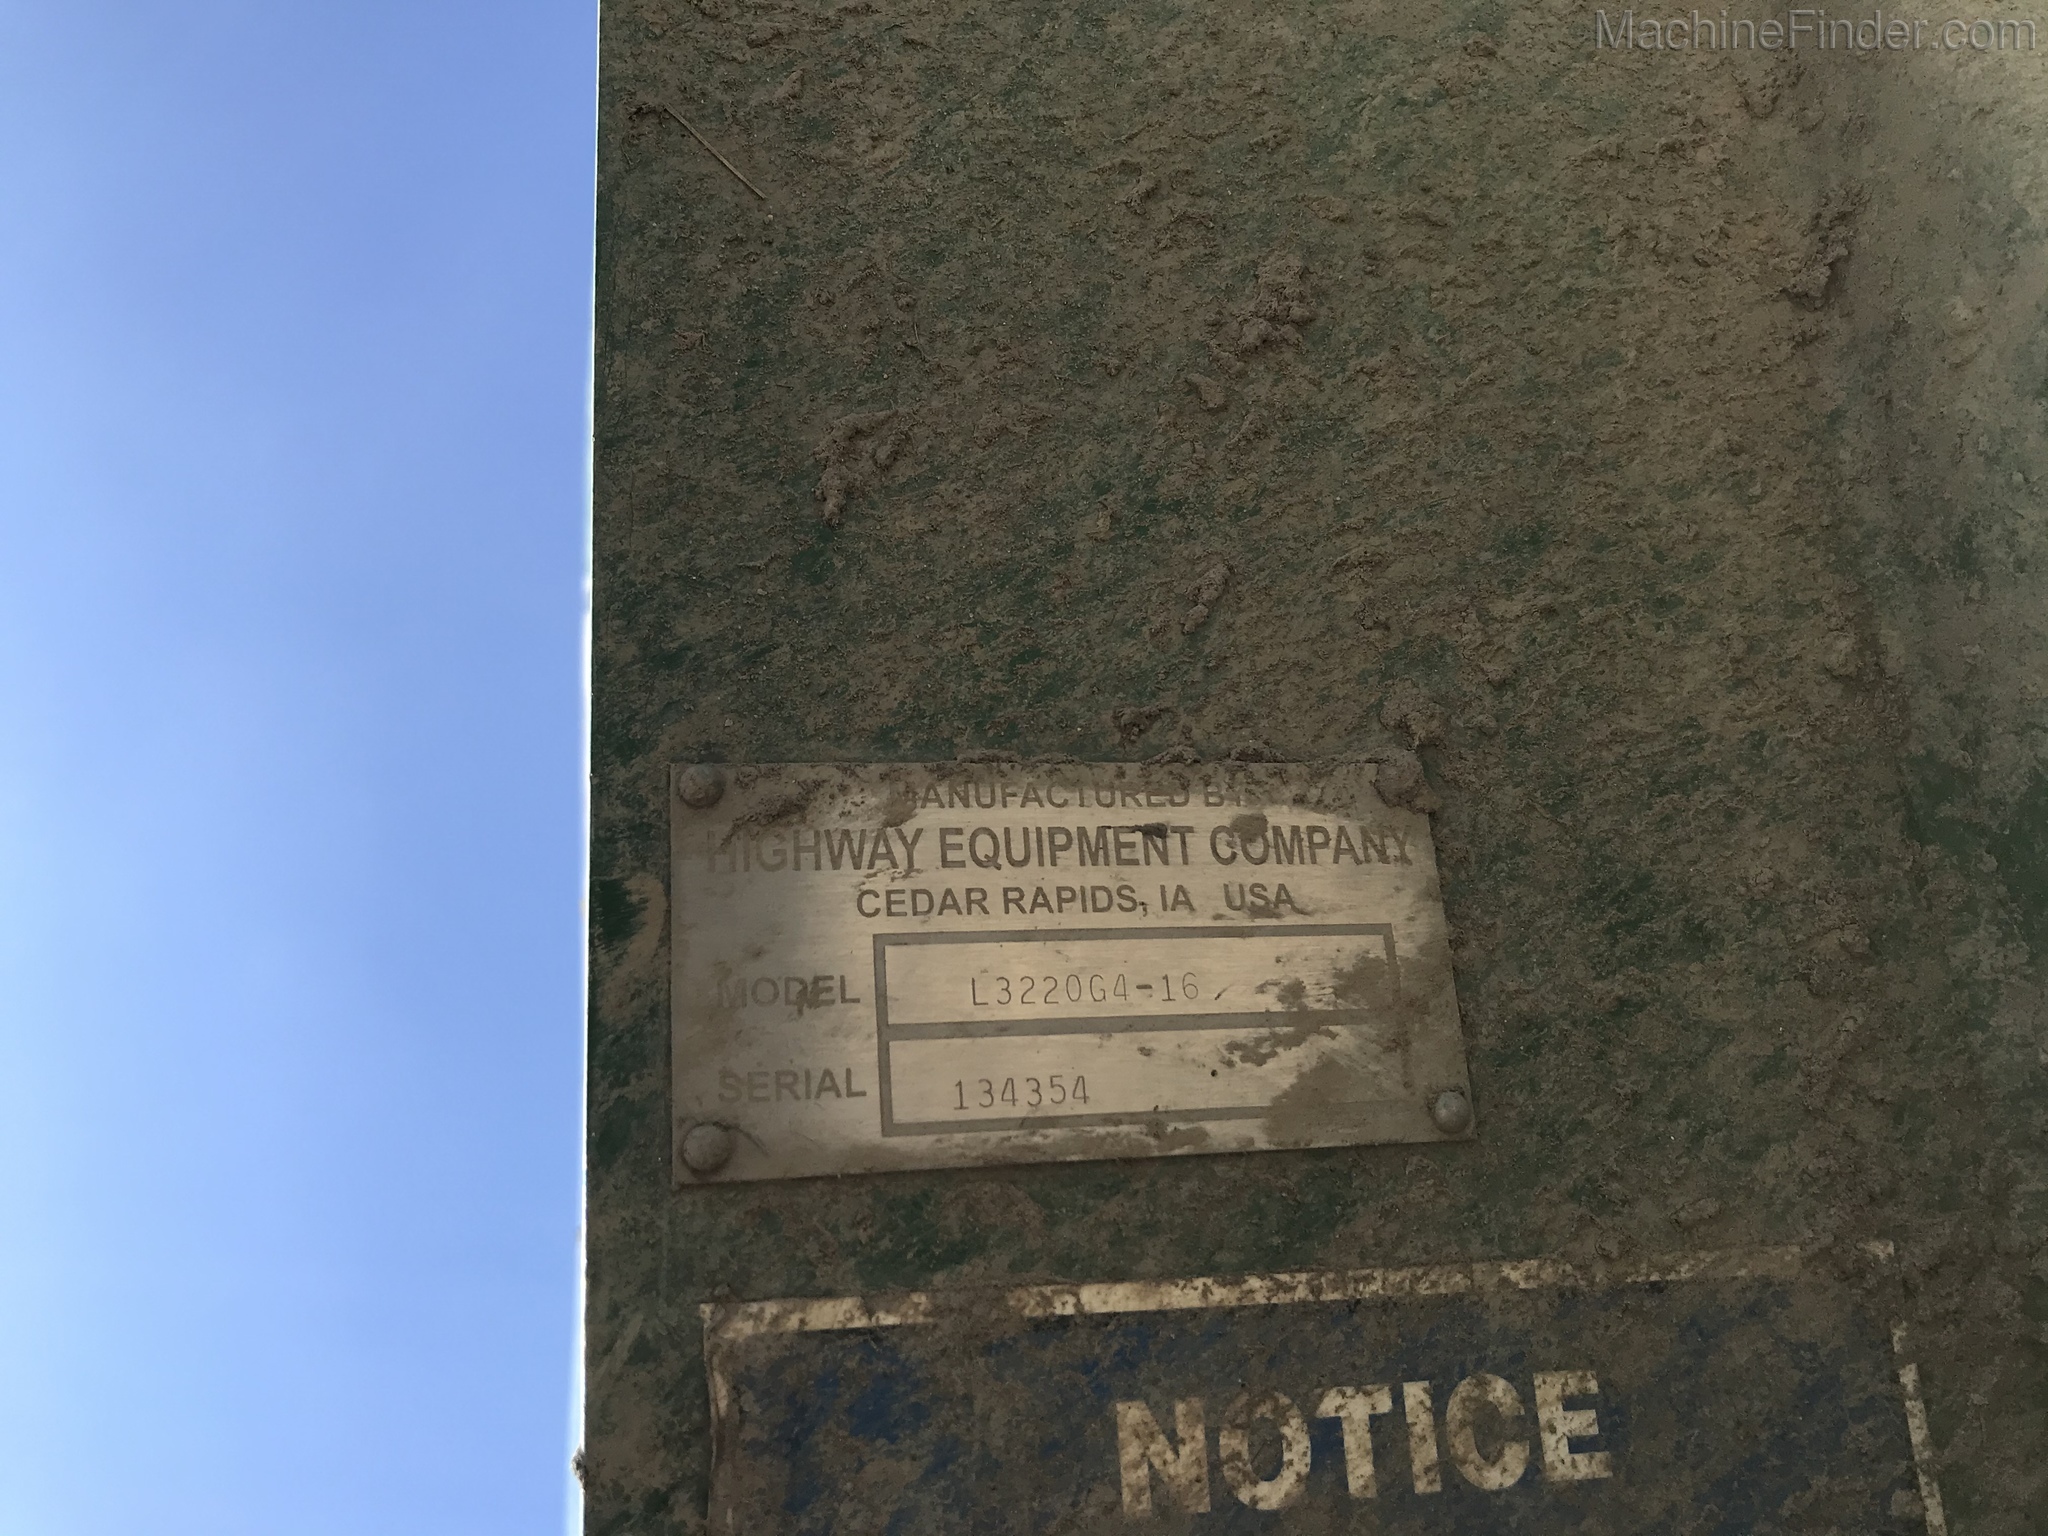 MachineFinder.com
MANUFACTURED BY
HIGHWAY EQUIPMENT COMPANY
CEDAR RAPIDS, IA USA
MODEL L3220G4-16
SERIAL 134354
NOTICE